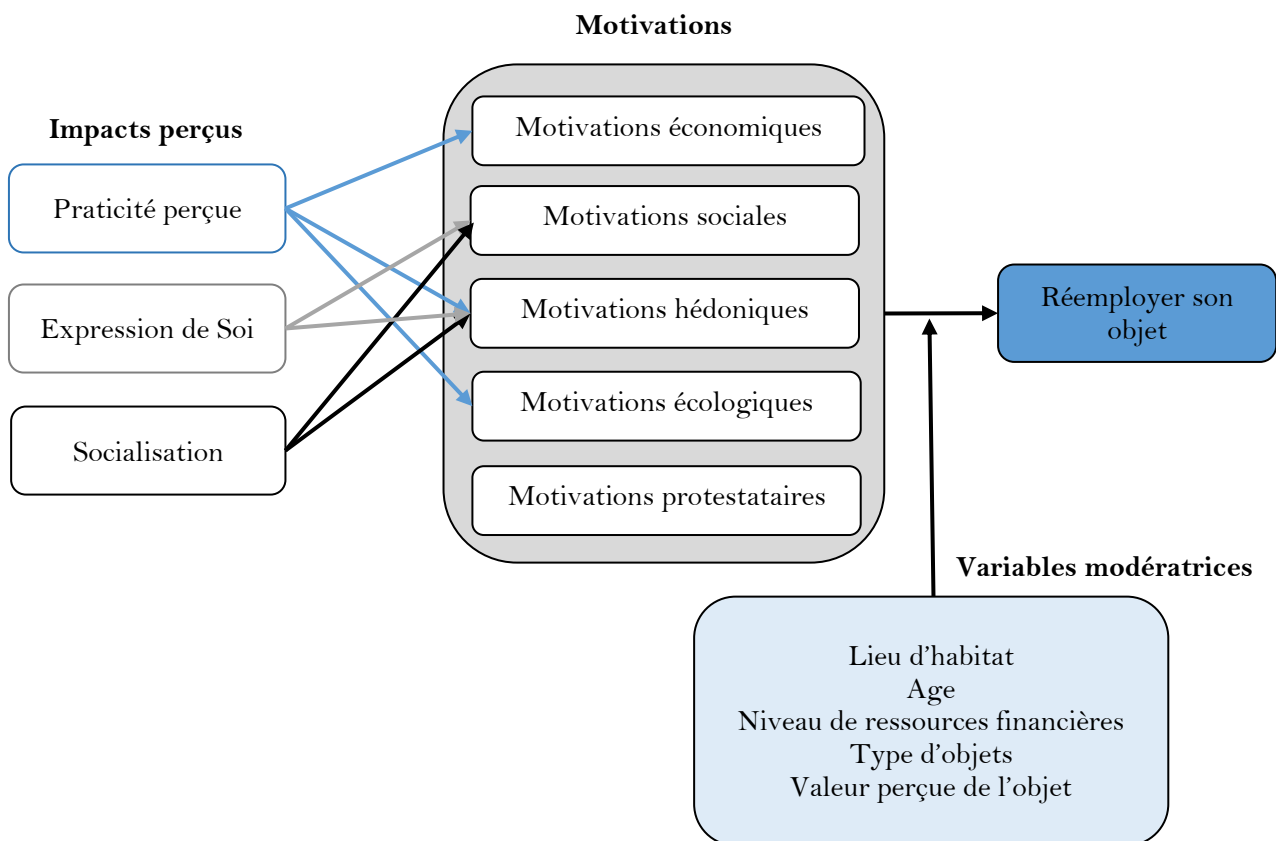 Motivations
Impacts perçus
Praticité perçue
Expression de Soi
Socialisation
Motivations économiques
Motivations sociales
Motivations hédoniques
Motivations écologiques
Motivations protestataires
Réemployer son
objet
Variables modératrices
Lieu d’habitat
Age
Niveau de ressources financières
Type d’objets
Valeur perçue de l’objet